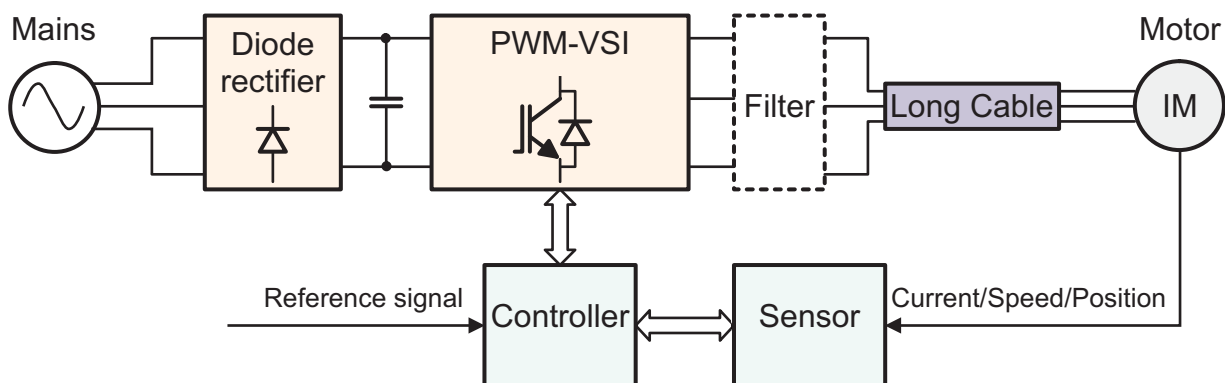 Mains
Diode
rectifier
PWM-VSI
Filter
Long Cable
Motor
IM
Reference signal
Controller
Sensor
Current/Speed/Position